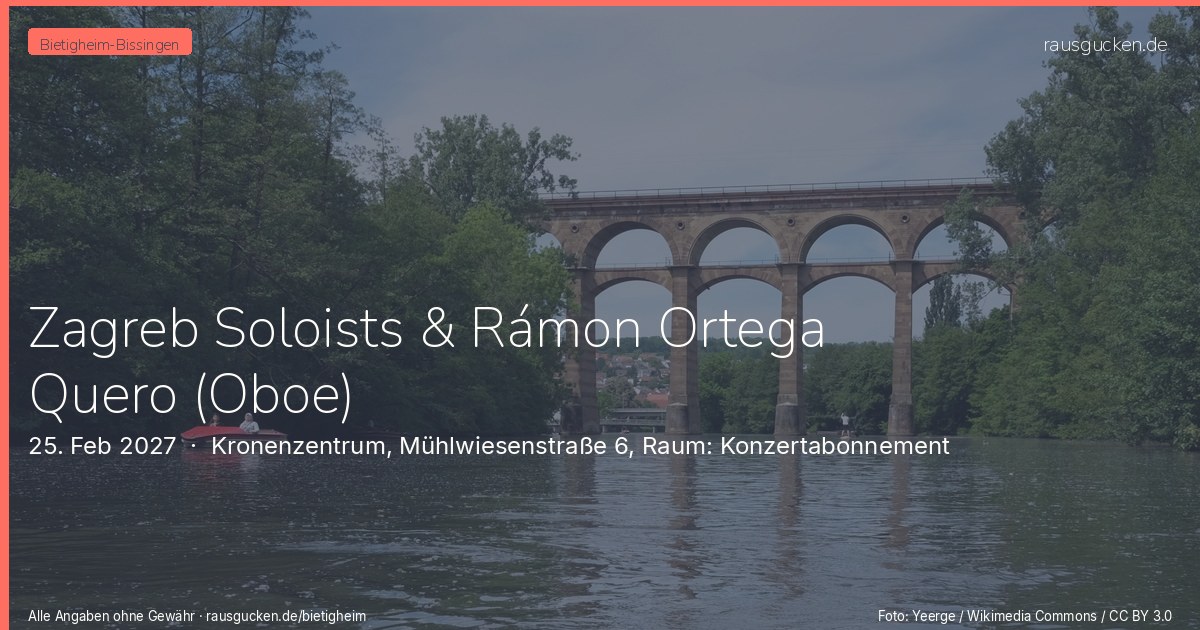 Bietigheim-Bissingen
rausgucken.de
Zagreb Soloists & Rámon Ortega
Quero (Oboe)
25. Feb 2027 · Kronenzentrum, Mühlwiesenstraße 6, Raum: Konzertabonnement
Alle Angaben ohne Gewähr · rausgucken.de/bietigheim
Foto: Yeerge / Wikimedia Commons / CC BY 3.0